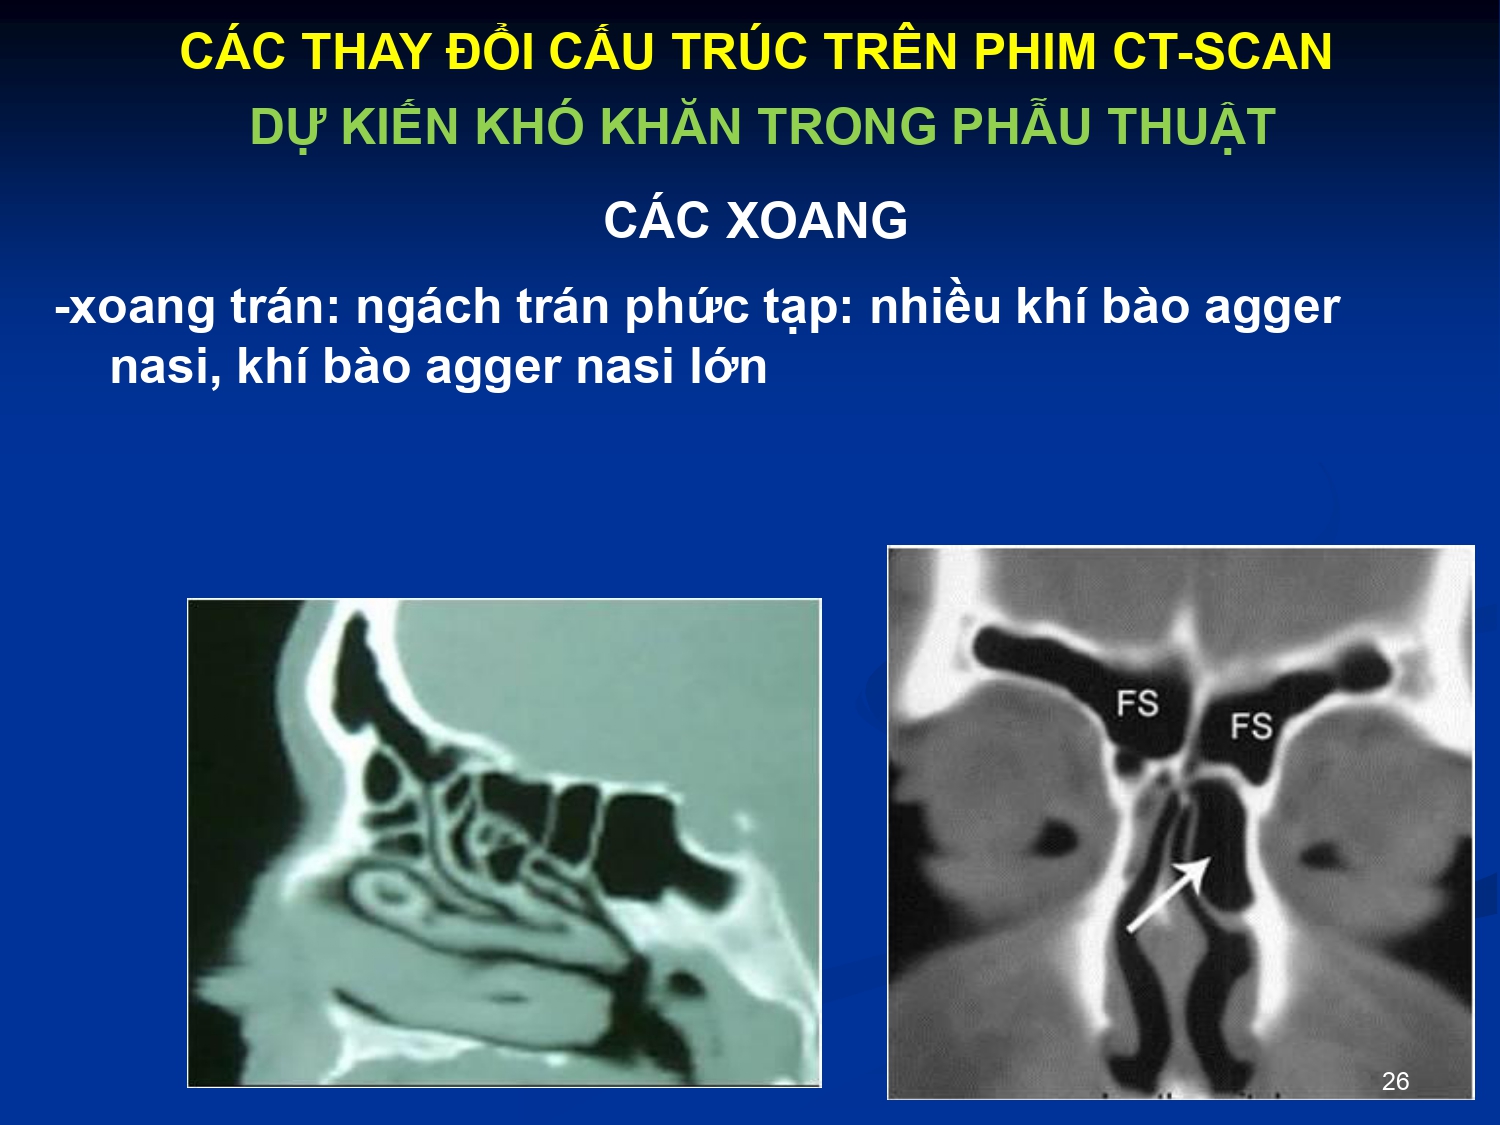 CÁC THAY ĐỔI CẤU TRÚC TRÊN PHIM CT-SCAN
DỰ KIẾN KHÓ KHĂN TRONG PHẪU THUẬT
CÁC XOANG
-xoang trán: ngách trán phức tạp: nhiều khí bào agger
nasi, khí bào agger nasi lớn
FS
FS
26